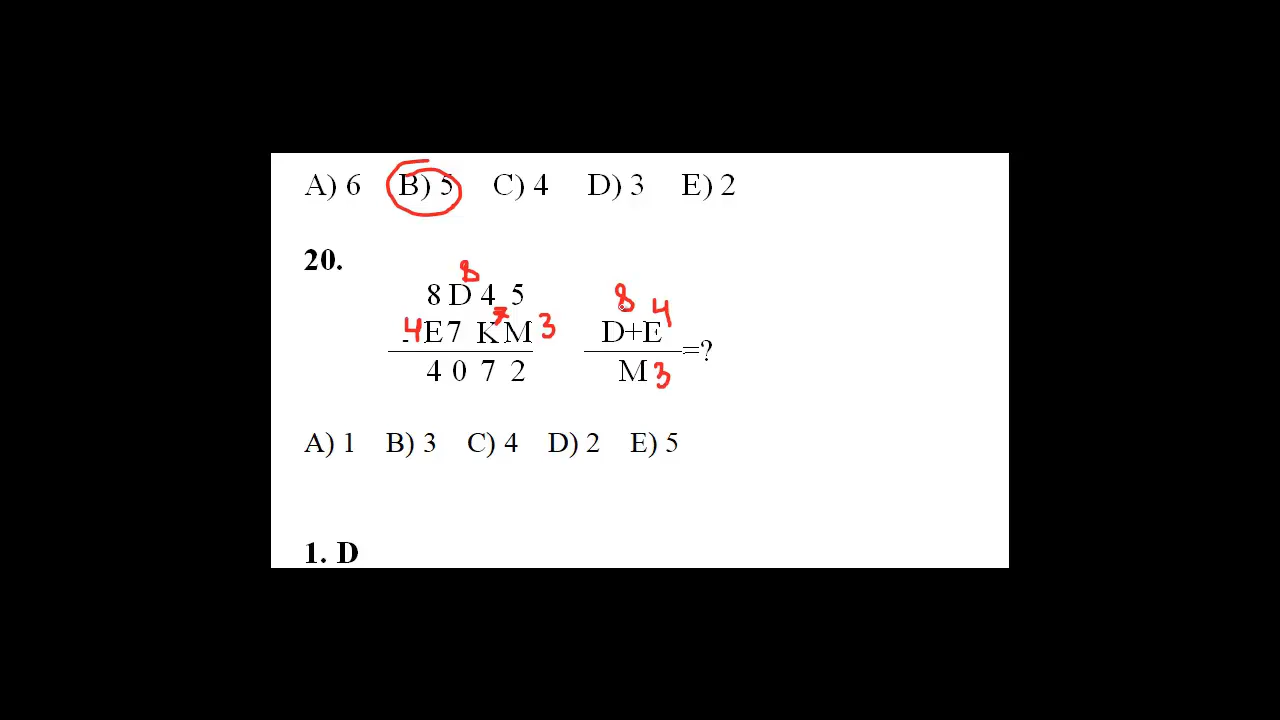 A) 6 B) 5 C) 4 D) 3 E) 2
20.
8
8 D 4 5
8 4
7
4 E 7 K M 3 D+E
=?
4 0 7 2 M 3
A) 1 B) 3 C) 4 D) 2 E) 5
1. D